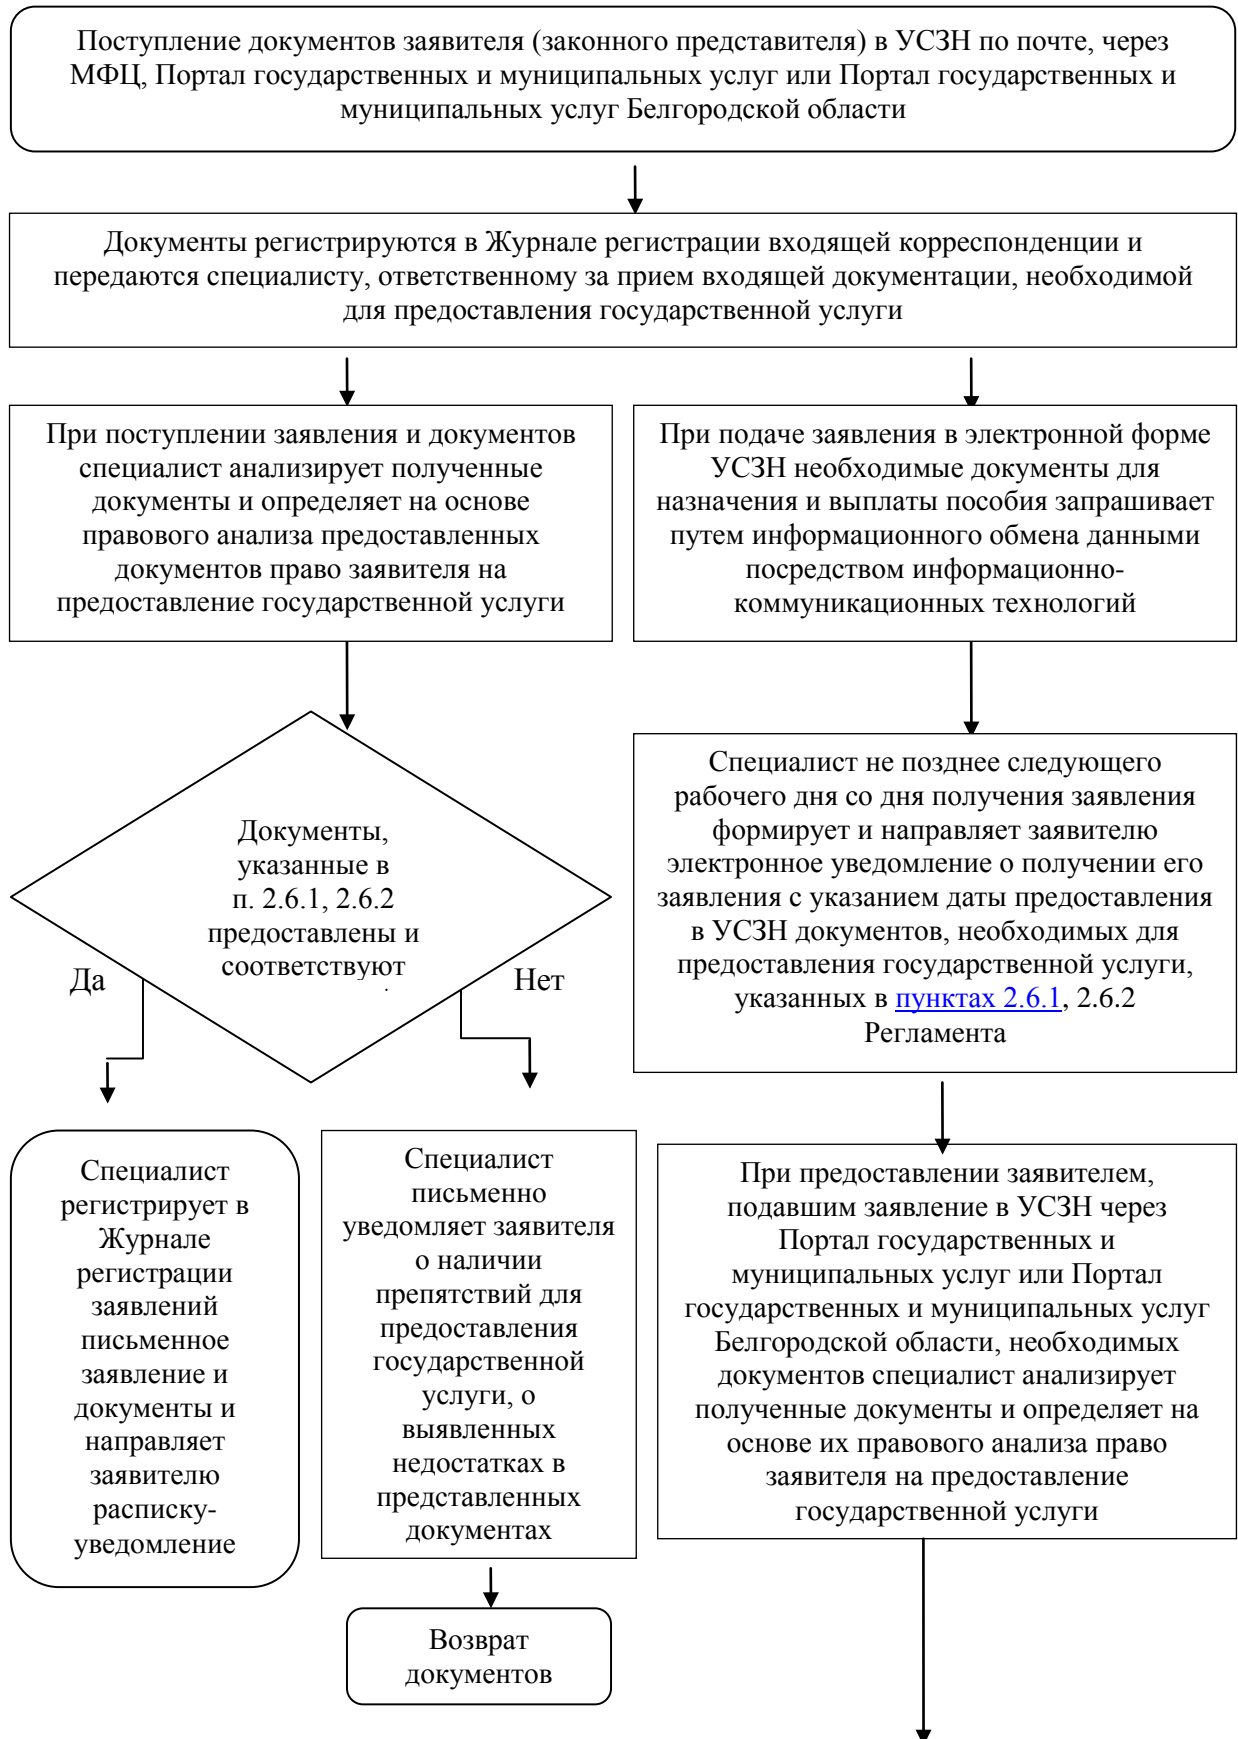 Поступление документов заявителя (законного представителя) в УСЗН по почте, через
МФЦ, Портал государственных и муниципальных услуг или Портал государственных и
муниципальных услуг Белгородской области
Документы регистрируются в Журнале регистрации входящей корреспонденции и
передаются специалисту, ответственному за прием входящей документации, необходимой
для предоставления государственной услуги
При поступлении заявления и документов
специалист анализирует полученные
документы и определяет на основе
правового анализа предоставленных
документов право заявителя на
предоставление государственной услуги
При подаче заявления в электронной форме
УСЗН необходимые документы для
назначения и выплаты пособия запрашивает
путем информационного обмена данными
посредством информационно-
коммуникационных технологий
Документы,
указанные в
п. 2.6.1, 2.6.2
предоставлены и
соответствуют
Да
Нет
Специалист не позднее следующего
рабочего дня со дня получения заявления
формирует и направляет заявителю
электронное уведомление о получении его
заявления с указанием даты предоставления
в УСЗН документов, необходимых для
предоставления государственной услуги,
указанных в пунктах 2.6.1, 2.6.2
Регламента
Специалист
регистрирует в
Журнале
регистрации
заявлений
письменное
заявление и
документы и
направляет
заявителю
расписку-
уведомление
Специалист
письменно
уведомляет заявителя
о наличии
препятствий для
предоставления
государственной
услуги, о
выявленных
недостатках в
представленных
документах
При предоставлении заявителем,
подавшим заявление в УСЗН через
Портал государственных и
муниципальных услуг или Портал
государственных и муниципальных услуг
Белгородской области, необходимых
документов специалист анализирует
полученные документы и определяет на
основе их правового анализа право
заявителя на предоставление
государственной услуги
Возврат
документов